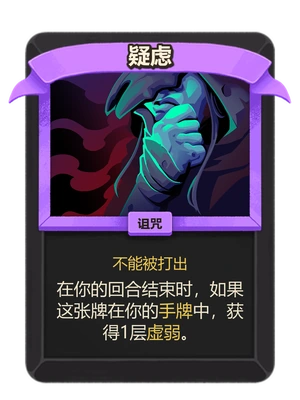 疑虑
诅咒
不能被打出
在你的回合结束时，如果
这张牌在你的手牌中，获
得1层虚弱。